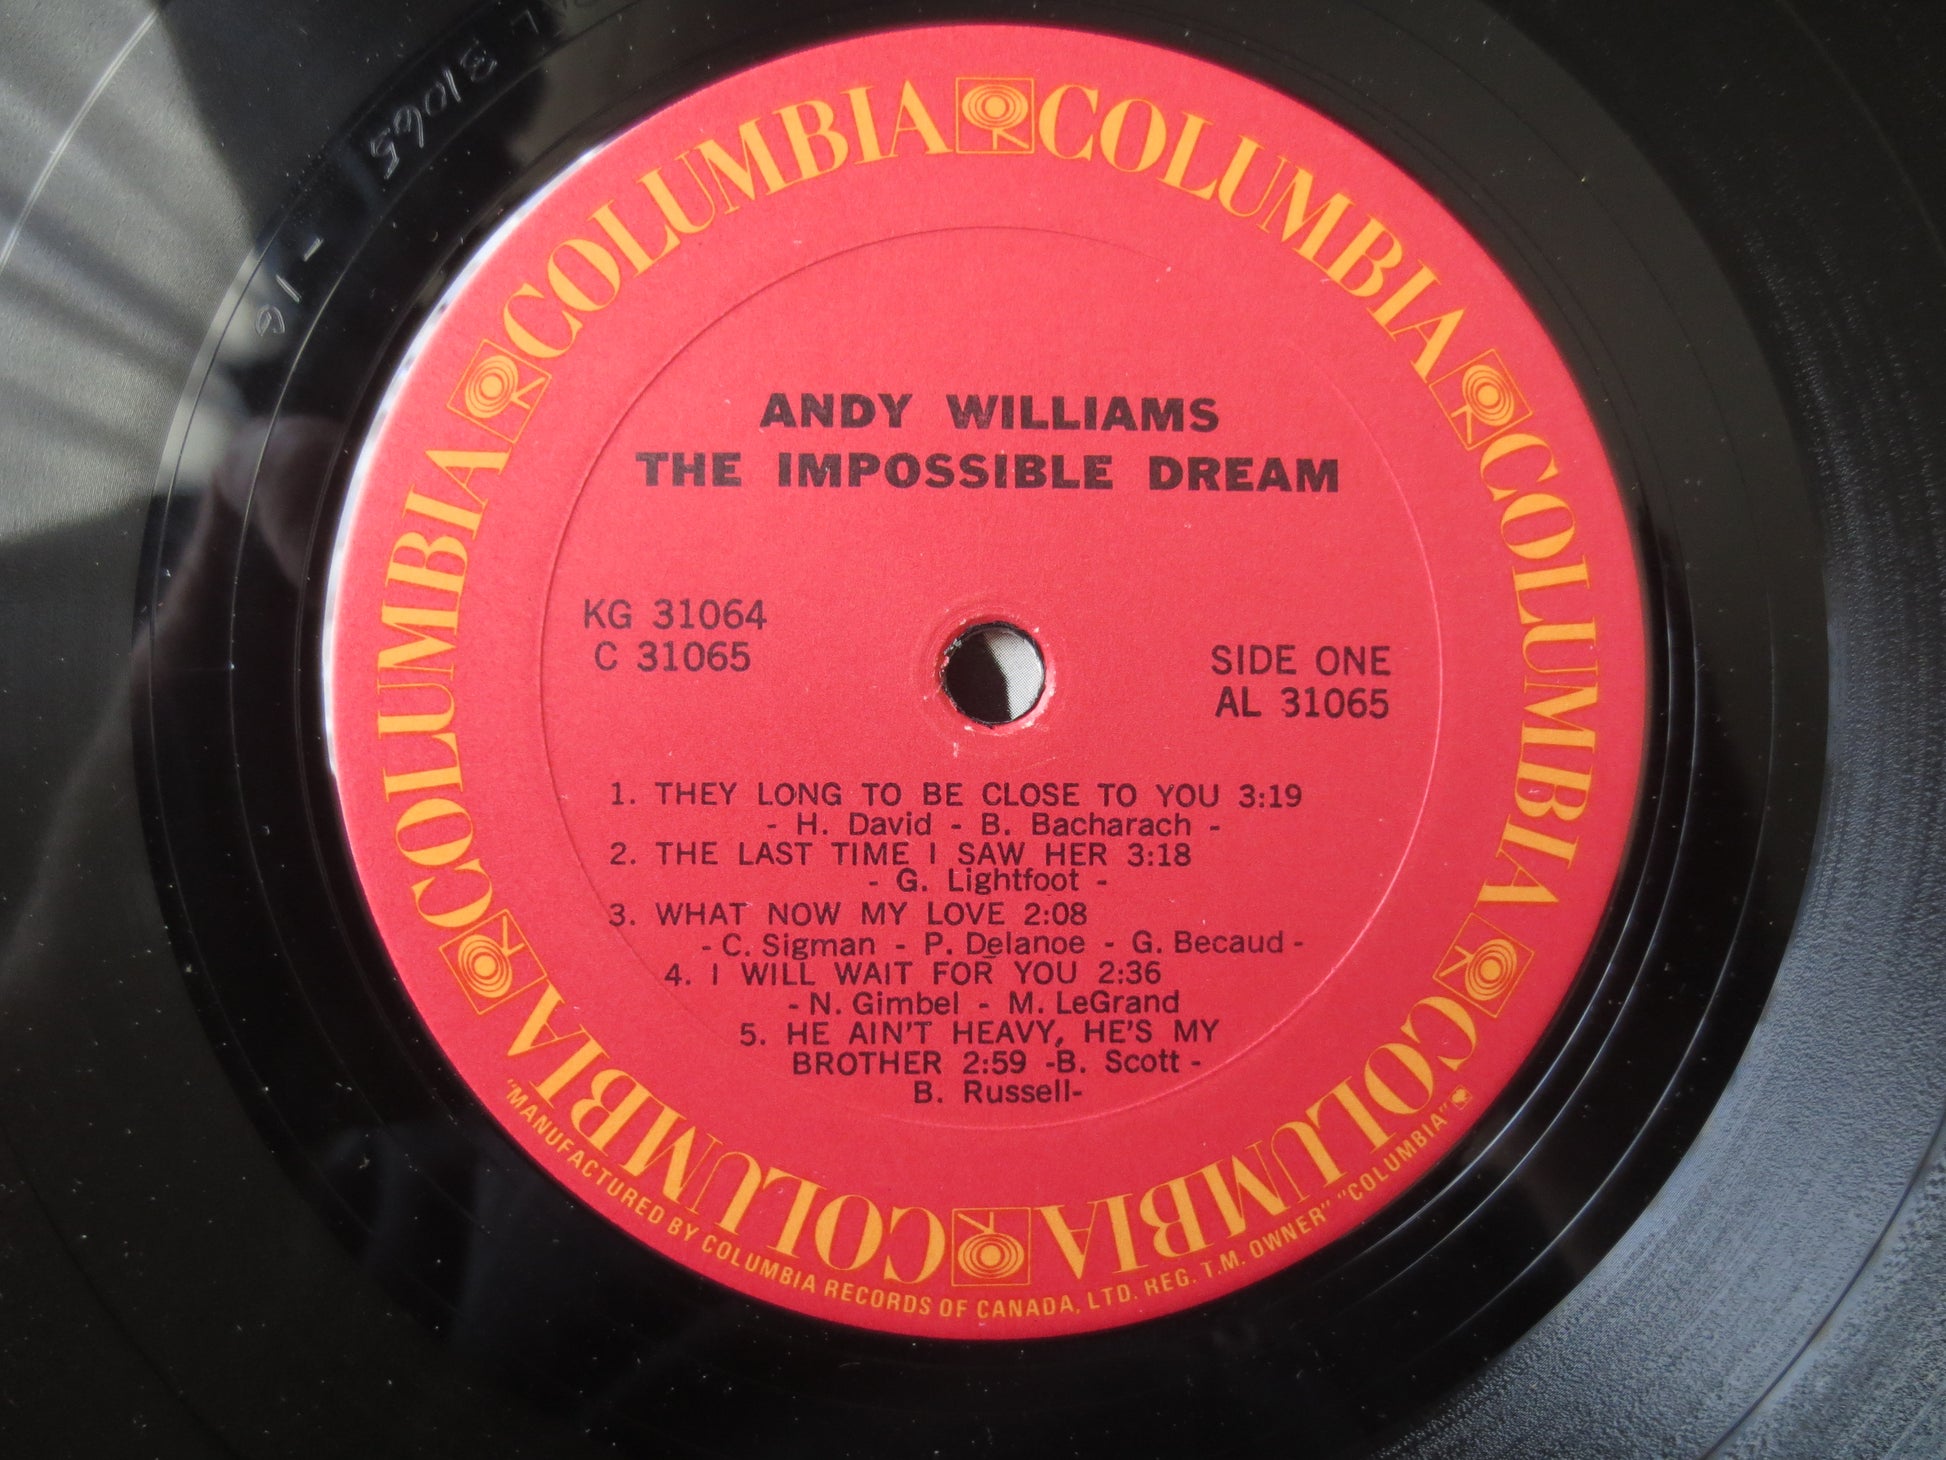 COLUMBIA COLUMBIA COLUMBIA COLUMBIA COLUMBIA COLUMBIA
ANDY WILLIAMS
THE IMPOSSIBLE DREAM
KG 31064
C 31065
SIDE ONE
AL 31065
1. THEY LONG TO BE CLOSE TO YOU 3:19
- H. David - B. Bacharach -
2. THE LAST TIME I SAW HER 3:18
- G. Lightfoot -
3. WHAT NOW MY LOVE 2:08
- C. Sigman - P. Delanoe - G. Becaud -
4. I WILL WAIT FOR YOU 2:36
- N. Gimbel - M. LeGrand
5. HE AIN'T HEAVY, HE'S MY
BROTHER 2:59 -B. Scott -
B. Russell-
"MANUFACTURED BY COLUMBIA RECORDS OF CANADA, LTD. REG. T.M. OWNER" "COLUMBIA"
L 31065 - 1G